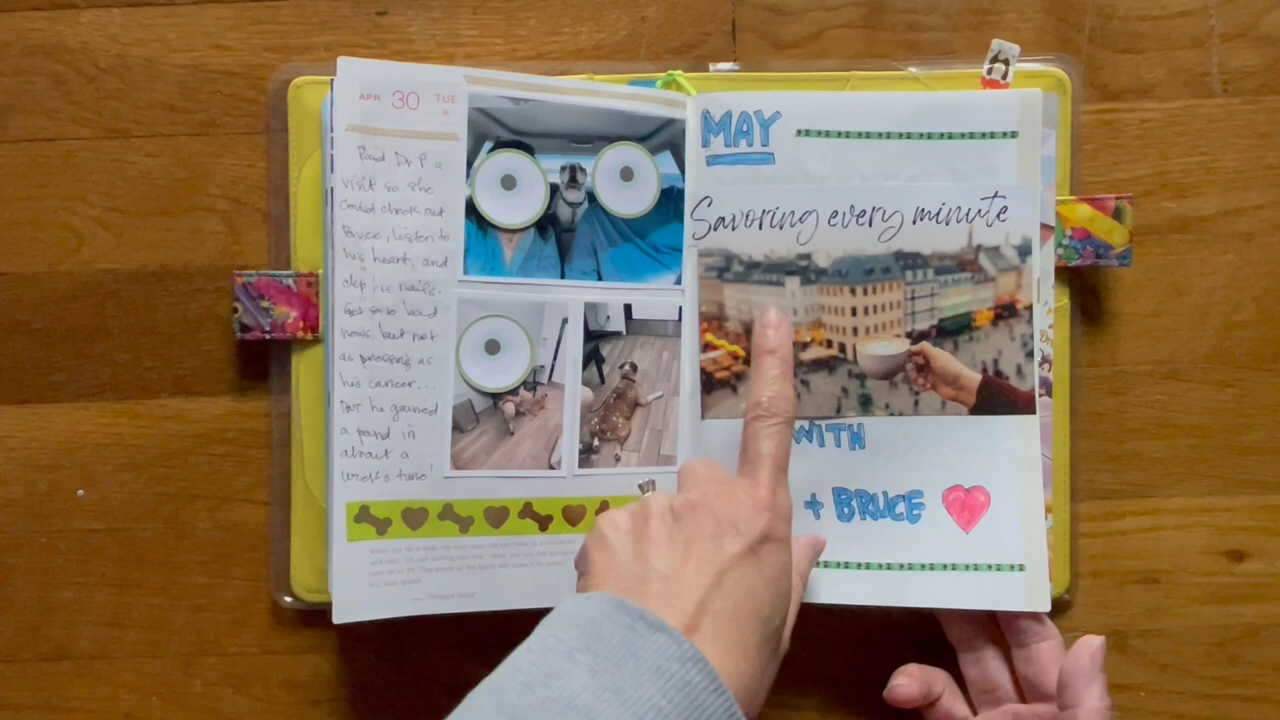 APR 30 TUE
Paid Dr P a
visit so she
could check out
Bruce, listen to
his heart, and
clip his nails.
Got so so bad
news but not
as pressing as
his cancer...
But he gained
a pound in
about a
week's time!
MAY
Savoring every minute
WITH
+ BRUCE